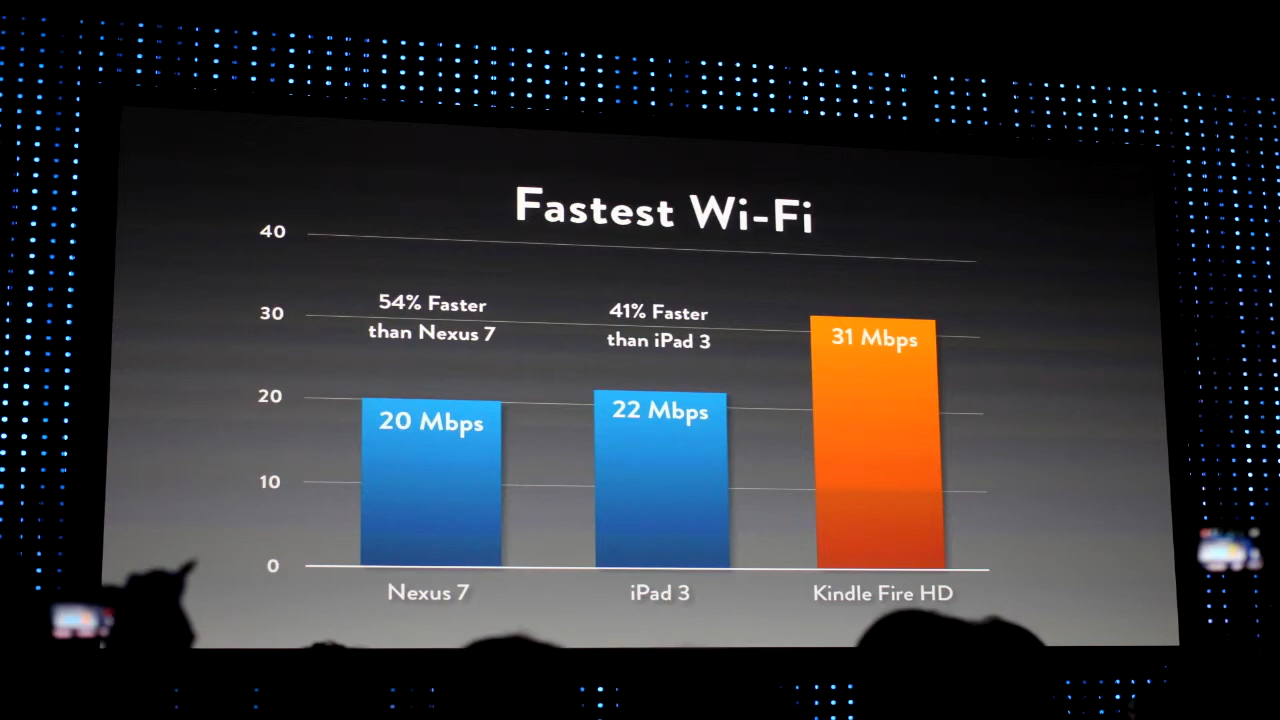 Fastest Wi-Fi
40
30
20
10
0
54% Faster
than Nexus 7
41% Faster
than iPad 3
20 Mbps
22 Mbps
31 Mbps
Nexus 7
iPad 3
Kindle Fire HD